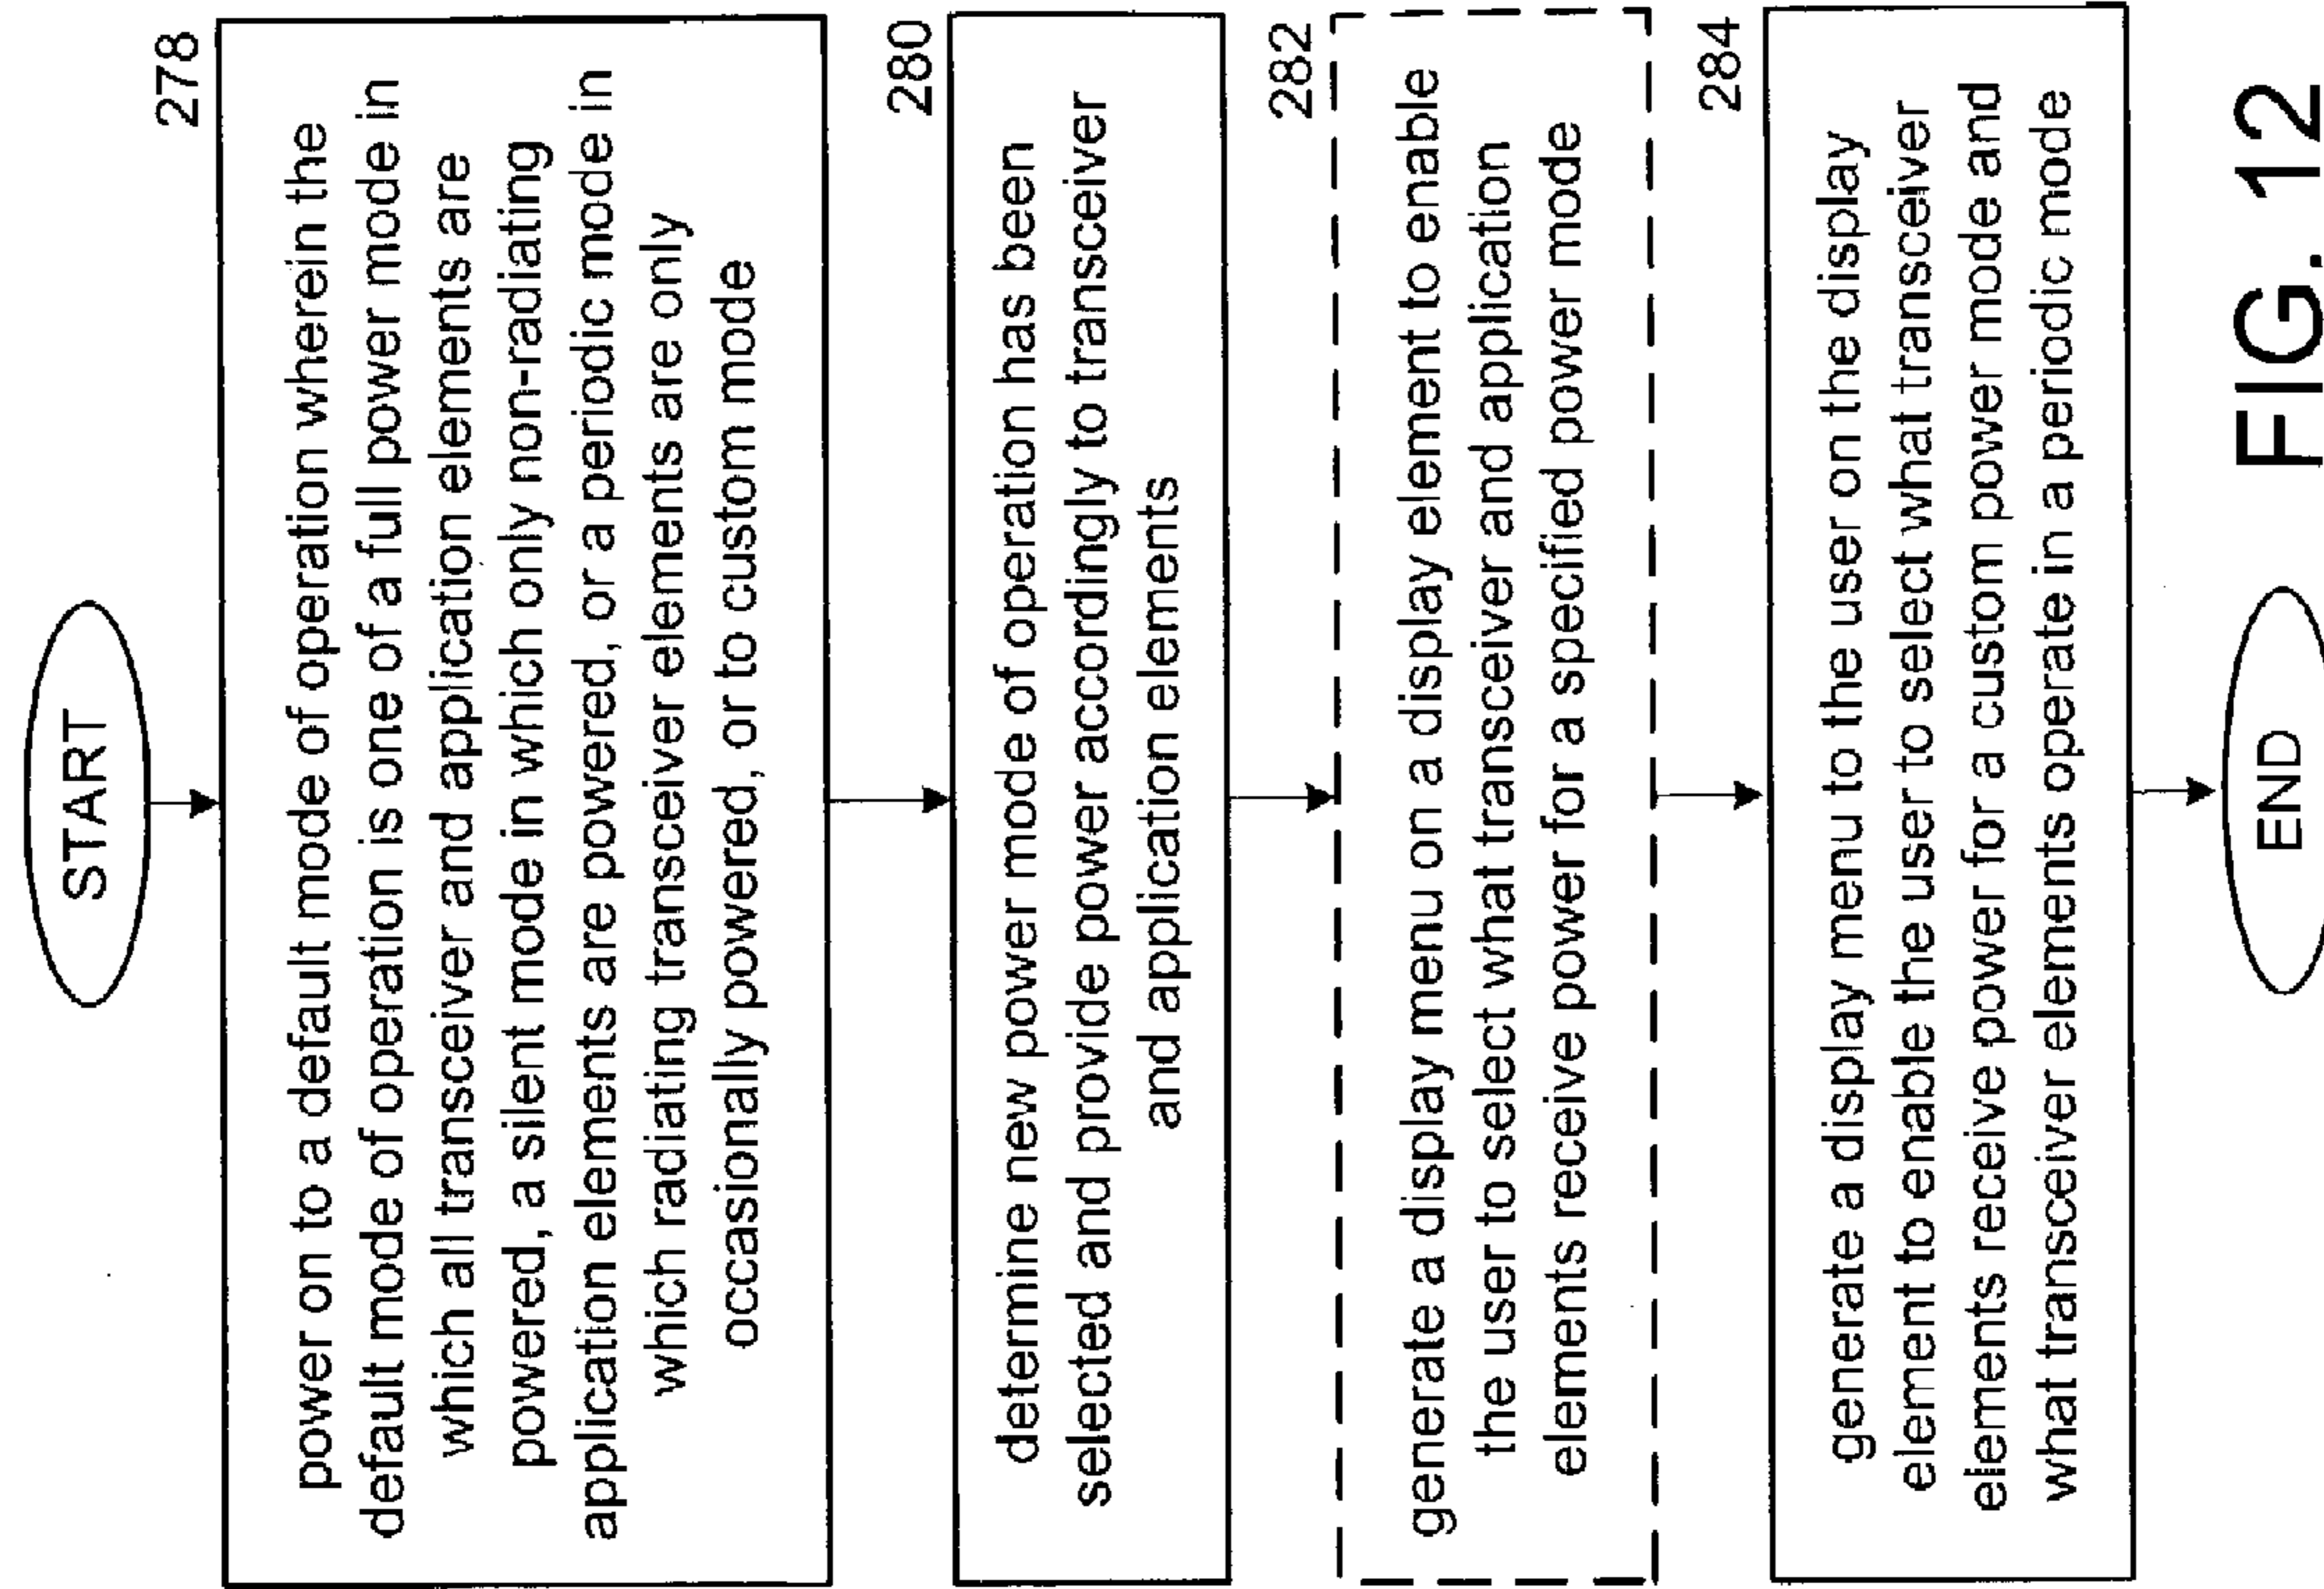 START
278
power on to a default mode of operation wherein the
default mode of operation is one of a full power mode in
which all transceiver and application elements are
powered, a silent mode in which only non-radiating
application elements are powered, or a periodic mode in
which radiating transceiver elements are only
occasionally powered, or to custom mode
280
determine new power mode of operation has been
selected and provide power accordingly to transceiver
and application elements
282
generate a display menu on a display element to enable
the user to select what transceiver and application
elements receive power for a specified power mode
284
generate a display menu to the user on the display
element to enable the user to select what transceiver
elements receive power for a custom power mode and
what transceiver elements operate in a periodic mode
END
FIG. 12